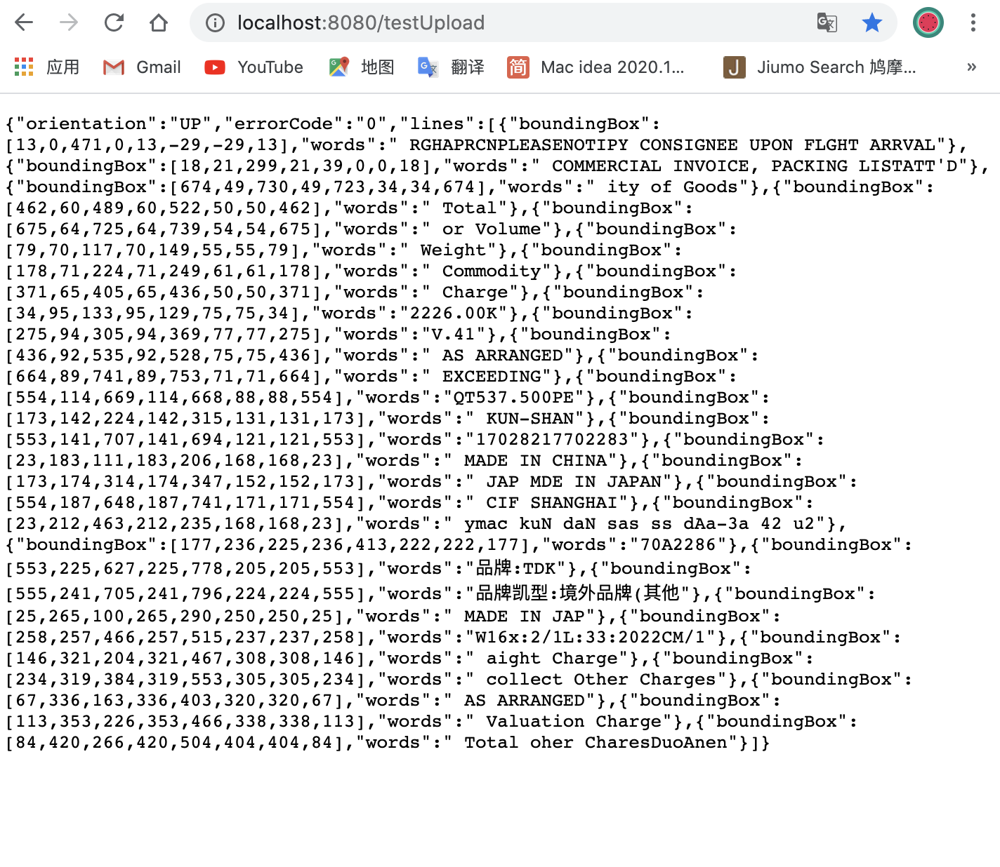 localhost:8080/testUpload
应用 Gmail YouTube 地图 翻译 简 Mac idea 2020.1... J Jiumo Search 鸠摩... »
{"orientation":"UP","errorCode":"0","lines":[{"boundingBox":
[13,0,471,0,13,-29,-29,13],"words":" RGHAPRCNPLEASENOTIPY CONSIGNEE UPON FLGHT ARRVAL"},
{"boundingBox":[18,21,299,21,39,0,0,18],"words":" COMMERCIAL INVOICE, PACKING LISTATT'D"},
{"boundingBox":[674,49,730,49,723,34,34,674],"words":" ity of Goods"},{"boundingBox":
[462,60,489,60,522,50,50,462],"words":" Total"},{"boundingBox":
[675,64,725,64,739,54,54,675],"words":" or Volume"},{"boundingBox":
[79,70,117,70,149,55,55,79],"words":" Weight"},{"boundingBox":
[178,71,224,71,249,61,61,178],"words":" Commodity"},{"boundingBox":
[371,65,405,65,436,50,50,371],"words":" Charge"},{"boundingBox":
[34,95,133,95,129,75,75,34],"words":"2226.00K"},{"boundingBox":
[275,94,305,94,369,77,77,275],"words":"V.41"},{"boundingBox":
[436,92,535,92,528,75,75,436],"words":" AS ARRANGED"},{"boundingBox":
[664,89,741,89,753,71,71,664],"words":" EXCEEDING"},{"boundingBox":
[554,114,669,114,668,88,88,554],"words":"QT537.500PE"},{"boundingBox":
[173,142,224,142,315,131,131,173],"words":" KUN-SHAN"},{"boundingBox":
[553,141,707,141,694,121,121,553],"words":"17028217702283"},{"boundingBox":
[23,183,111,183,206,168,168,23],"words":" MADE IN CHINA"},{"boundingBox":
[173,174,314,174,347,152,152,173],"words":" JAP MDE IN JAPAN"},{"boundingBox":
[554,187,648,187,741,171,171,554],"words":" CIF SHANGHAI"},{"boundingBox":
[23,212,463,212,235,168,168,23],"words":" ymac kuN daN sas ss dAa-3a 42 u2"},
{"boundingBox":[177,236,225,236,413,222,222,177],"words":"70A2286"},{"boundingBox":
[553,225,627,225,778,205,205,553],"words":"品牌:TDK"},{"boundingBox":
[555,241,705,241,796,224,224,555],"words":"品牌凯型:境外品牌(其他"},{"boundingBox":
[25,265,100,265,290,250,250,25],"words":" MADE IN JAP"},{"boundingBox":
[258,257,466,257,515,237,237,258],"words":"W16x:2/1L:33:2022CM/1"},{"boundingBox":
[146,321,204,321,467,308,308,146],"words":" aight Charge"},{"boundingBox":
[234,319,384,319,553,305,305,234],"words":" collect Other Charges"},{"boundingBox":
[67,336,163,336,403,320,320,67],"words":" AS ARRANGED"},{"boundingBox":
[113,353,226,353,466,338,338,113],"words":" Valuation Charge"},{"boundingBox":
[84,420,266,420,504,404,404,84],"words":" Total oher CharesDuoAnen"}]}